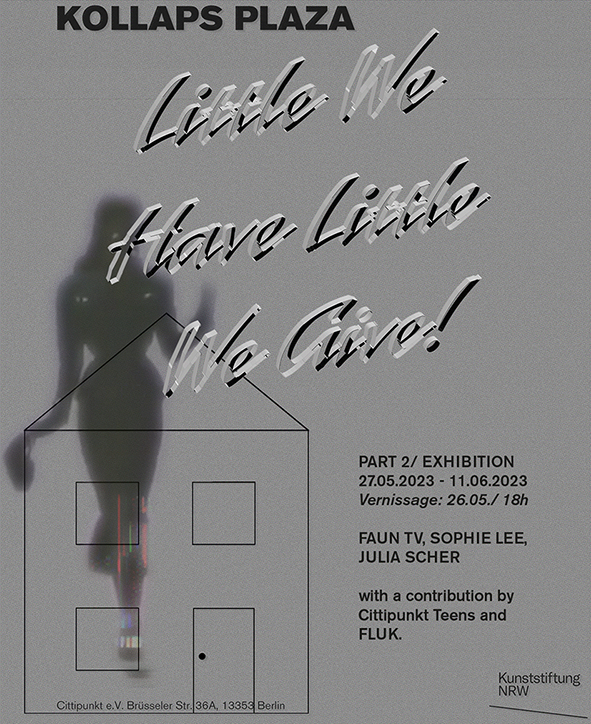 KOLLAPS PLAZA
Little We
Have Little
We Give!
PART 2/ EXHIBITION
27.05.2023 - 11.06.2023
Vernissage: 26.05./ 18h
FAUN TV, SOPHIE LEE,
JULIA SCHER
with a contribution by
Cittipunkt Teens and
FLUK.
Kunststiftung
NRW
Cittipunkt e.V. Brüsseler Str. 36A, 13353 Berlin